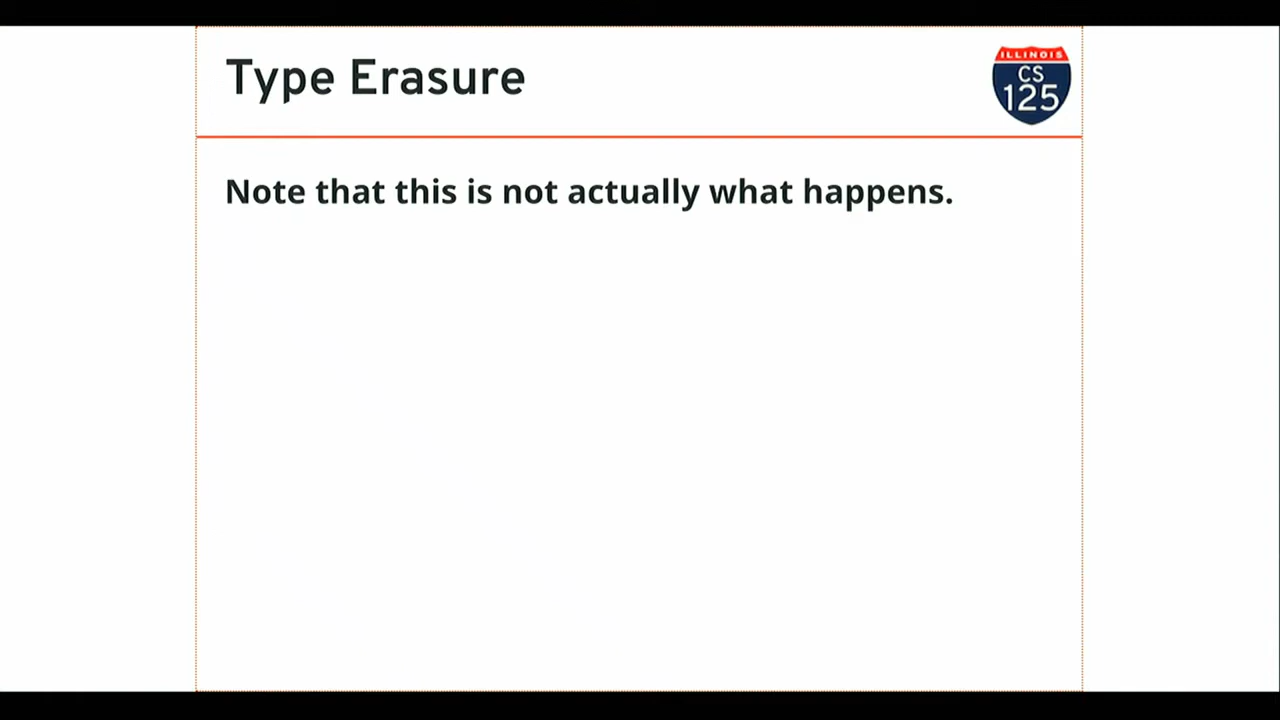 Type Erasure
ILLINOIS
CS
125
Note that this is not actually what happens.